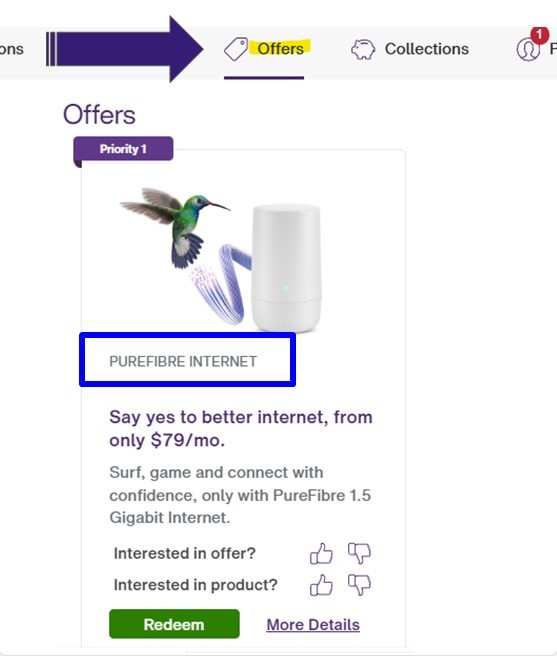 ons
Offers
Collections
1
P
Offers
Priority 1
PUREFIBRE INTERNET
Say yes to better internet, from
only $79/mo.
Surf, game and connect with
confidence, only with PureFibre 1.5
Gigabit Internet.
Interested in offer?
Interested in product?
Redeem
More Details